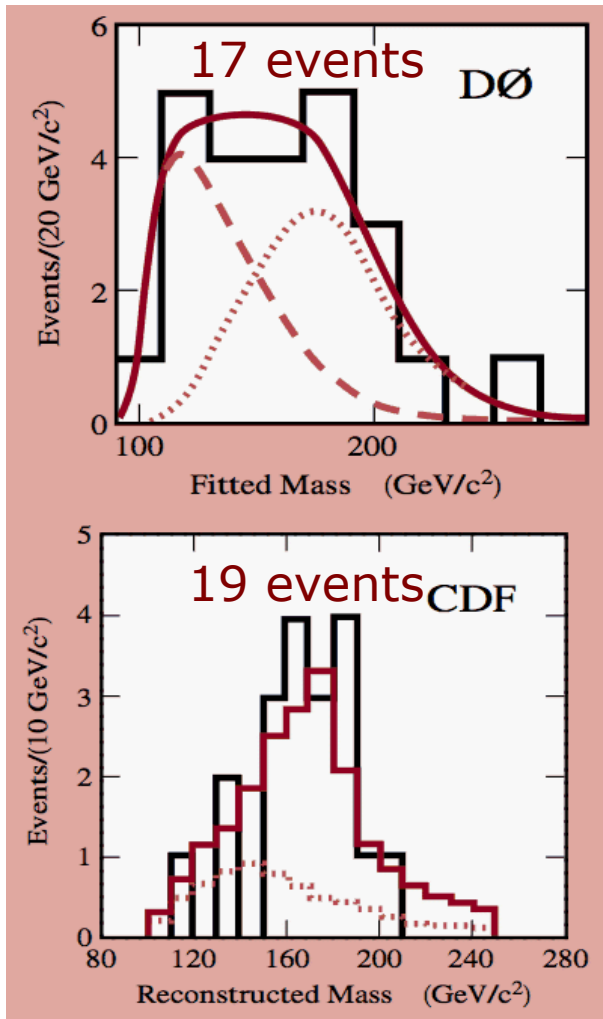 6
17 events
DØ
4
2
0
Events/(20 GeV/c²)
100
200
Fitted Mass (GeV/c²)
5
19 events
CDF
4
3
2
1
0
Events/(10 GeV/c²)
80
120
160
200
240
280
Reconstructed Mass (GeV/c²)